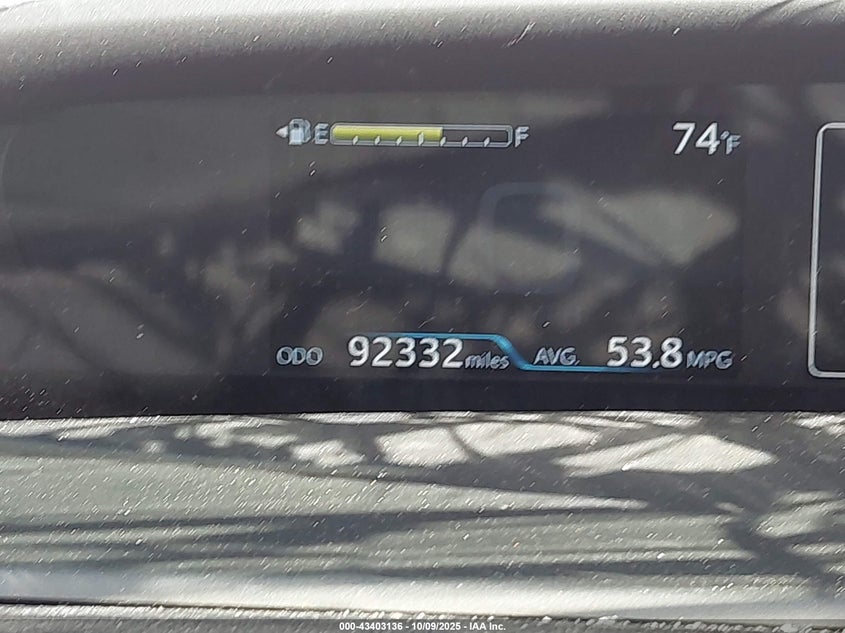 E F 74°F
ODO 92332 miles AVG. 53.8 MPG
000-43403136 - 10/09/2025 - IAA Inc.